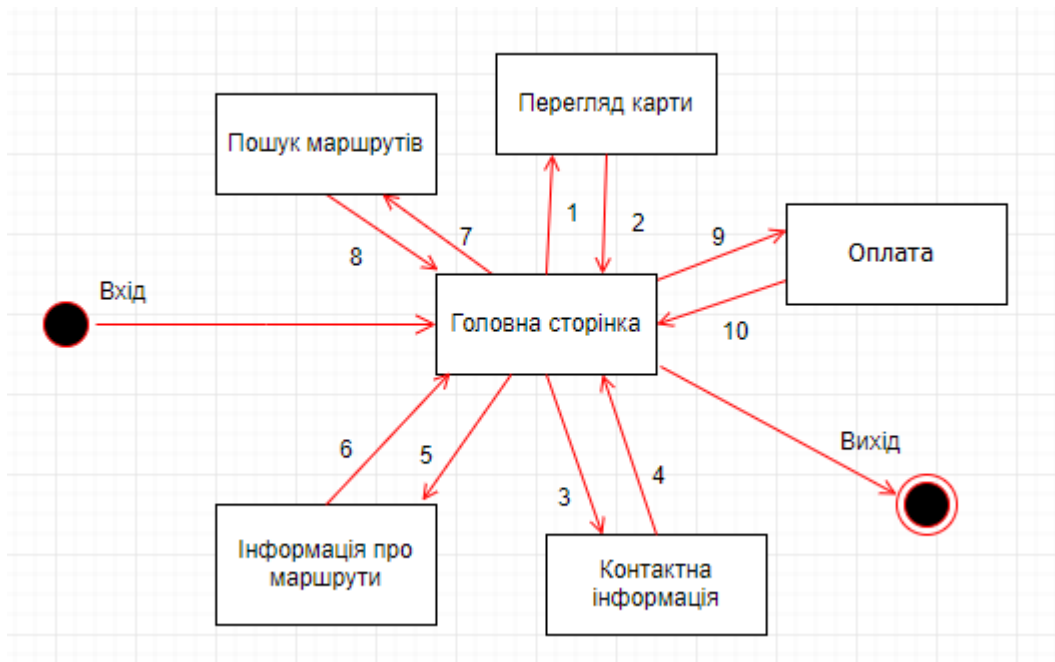 Перегляд карти
Пошук маршрутів
1
2
7
8
9
Оплата
10
Вхід
Головна сторінка
6
5
3
4
Вихід
Інформація про
маршрути
Контактна
інформація